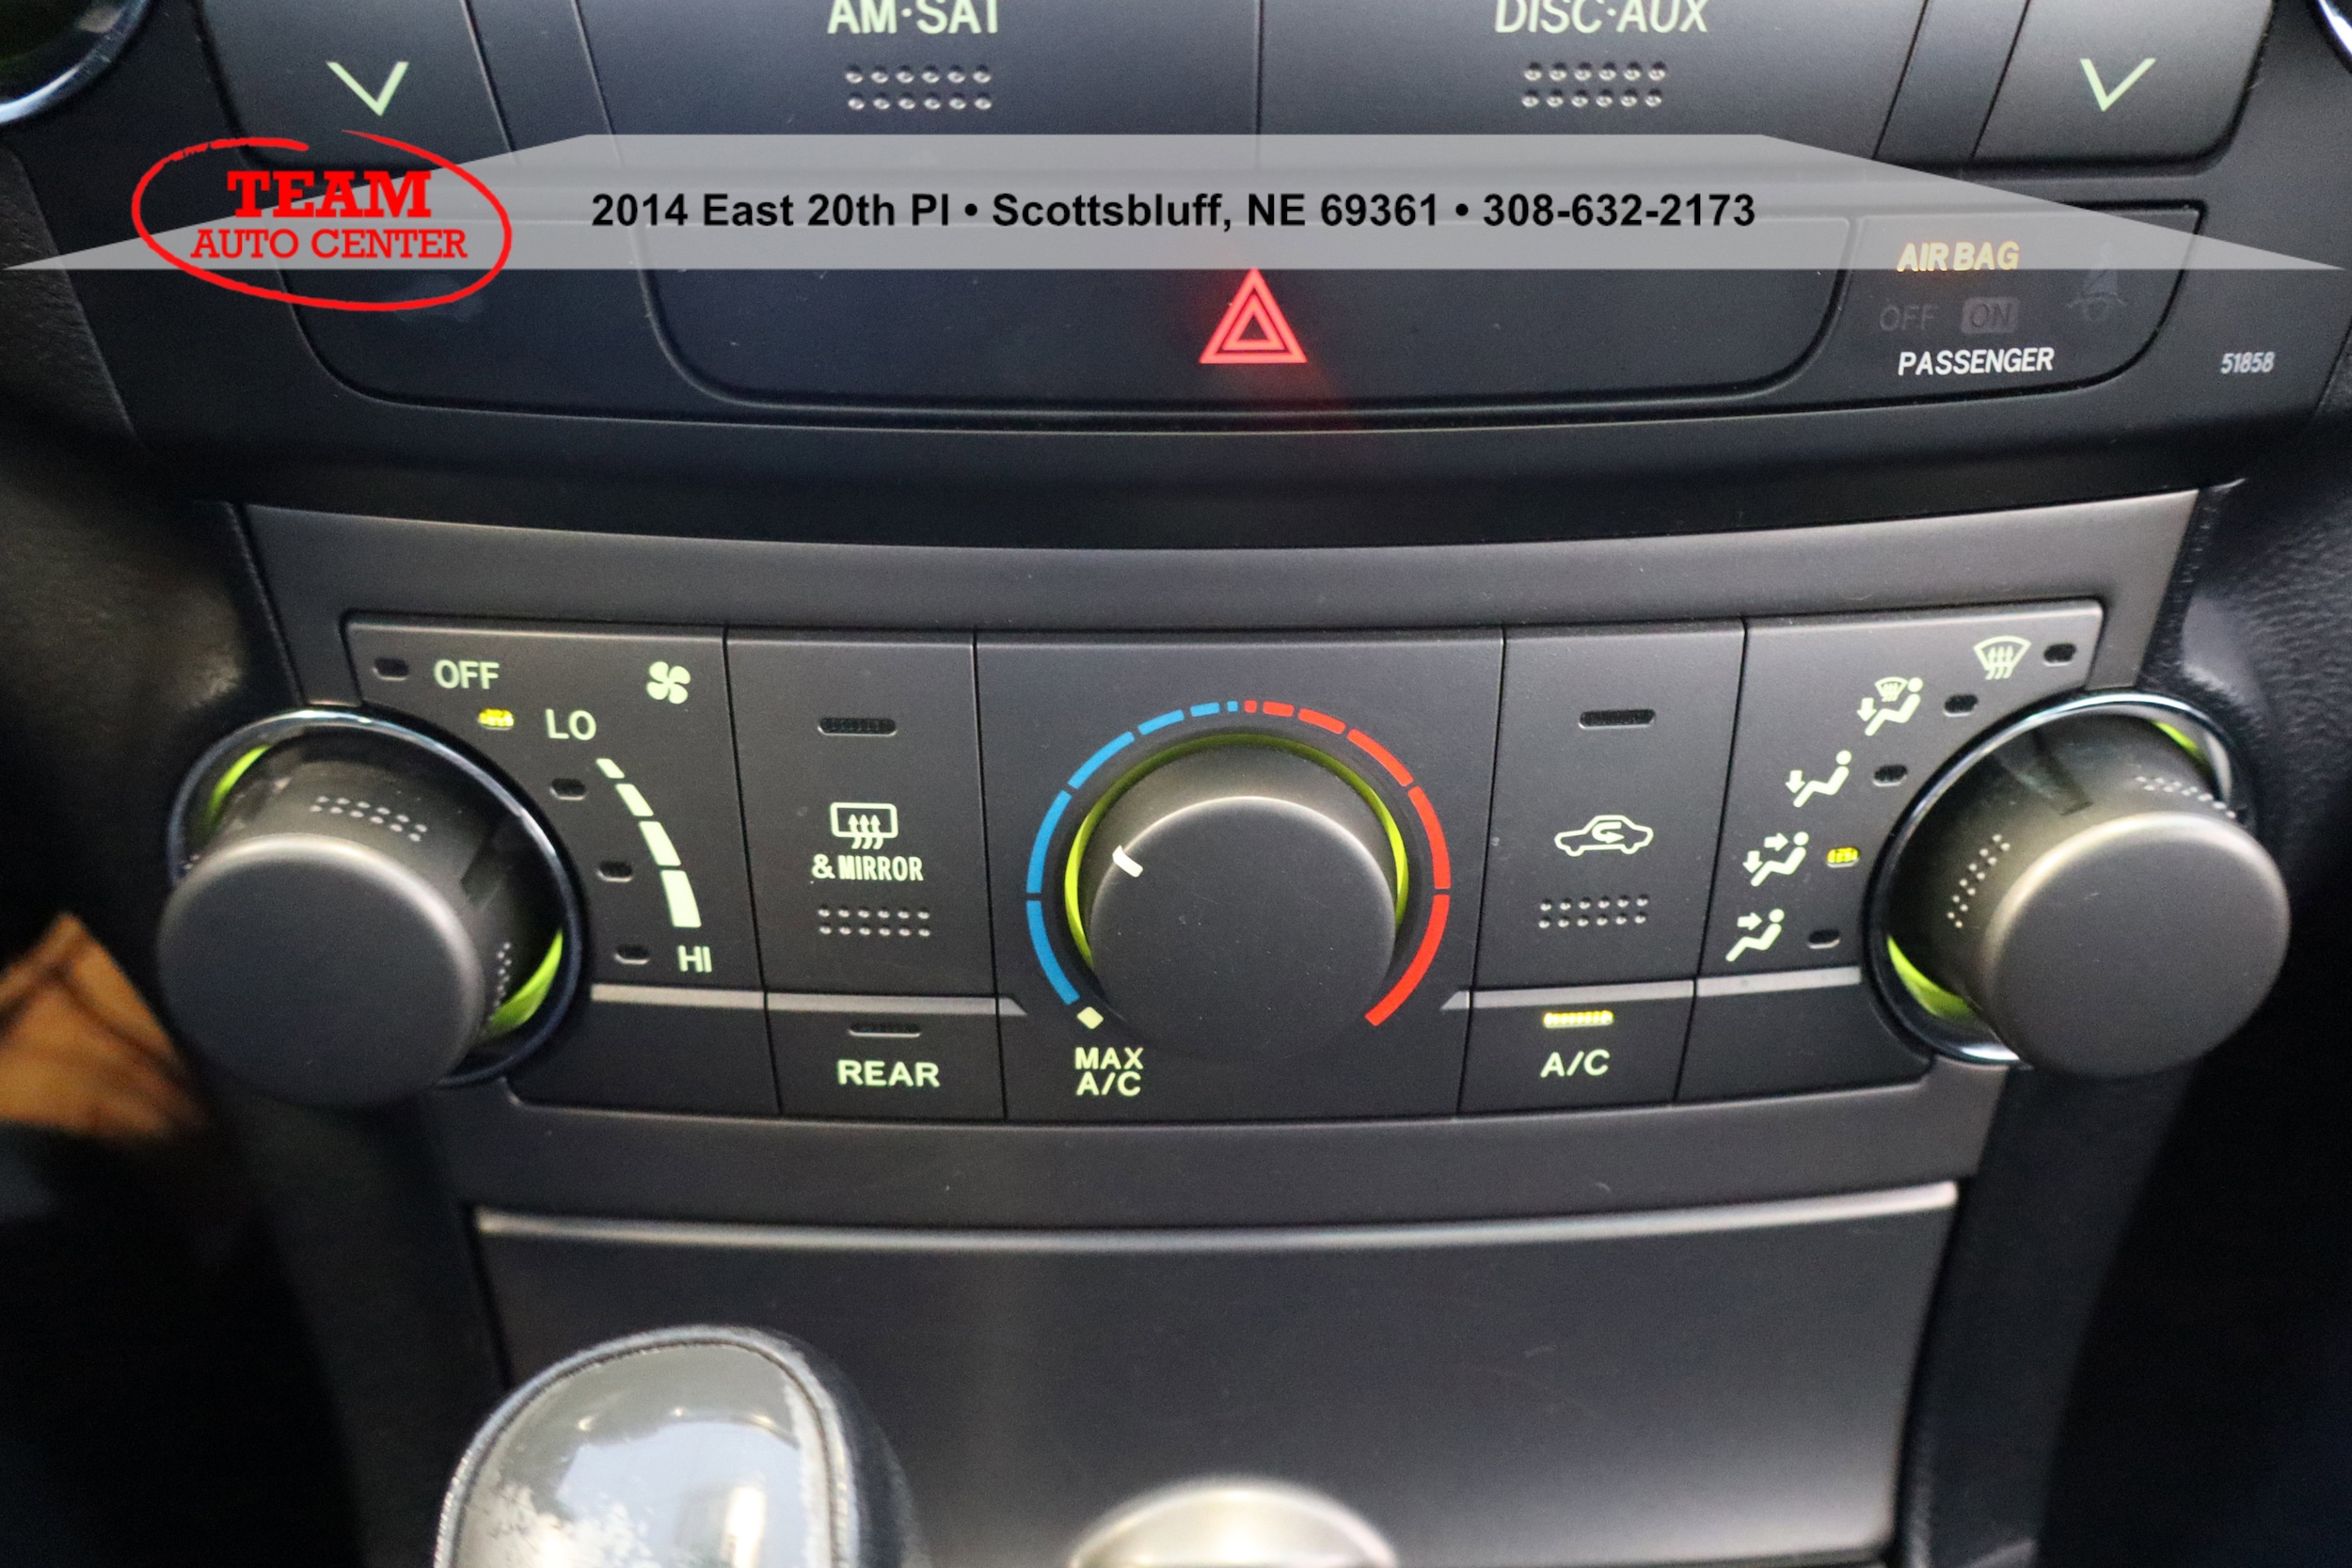 AM·SAT
DISC·AUX
TEAM
AUTO CENTER
2014 East 20th Pl • Scottsbluff, NE 69361 • 308-632-2173
AIR BAG
OFF ON
PASSENGER
51858
OFF
LO
HI
& MIRROR
REAR
MAX
A/C
A/C